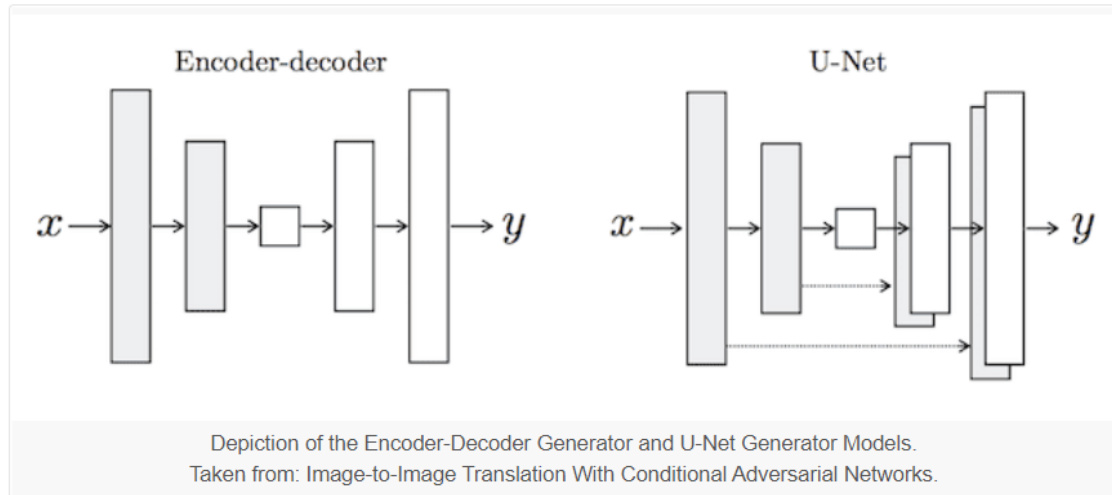 Encoder-decoder
U-Net
x
y
x
y
Depiction of the Encoder-Decoder Generator and U-Net Generator Models.
Taken from: Image-to-Image Translation With Conditional Adversarial Networks.